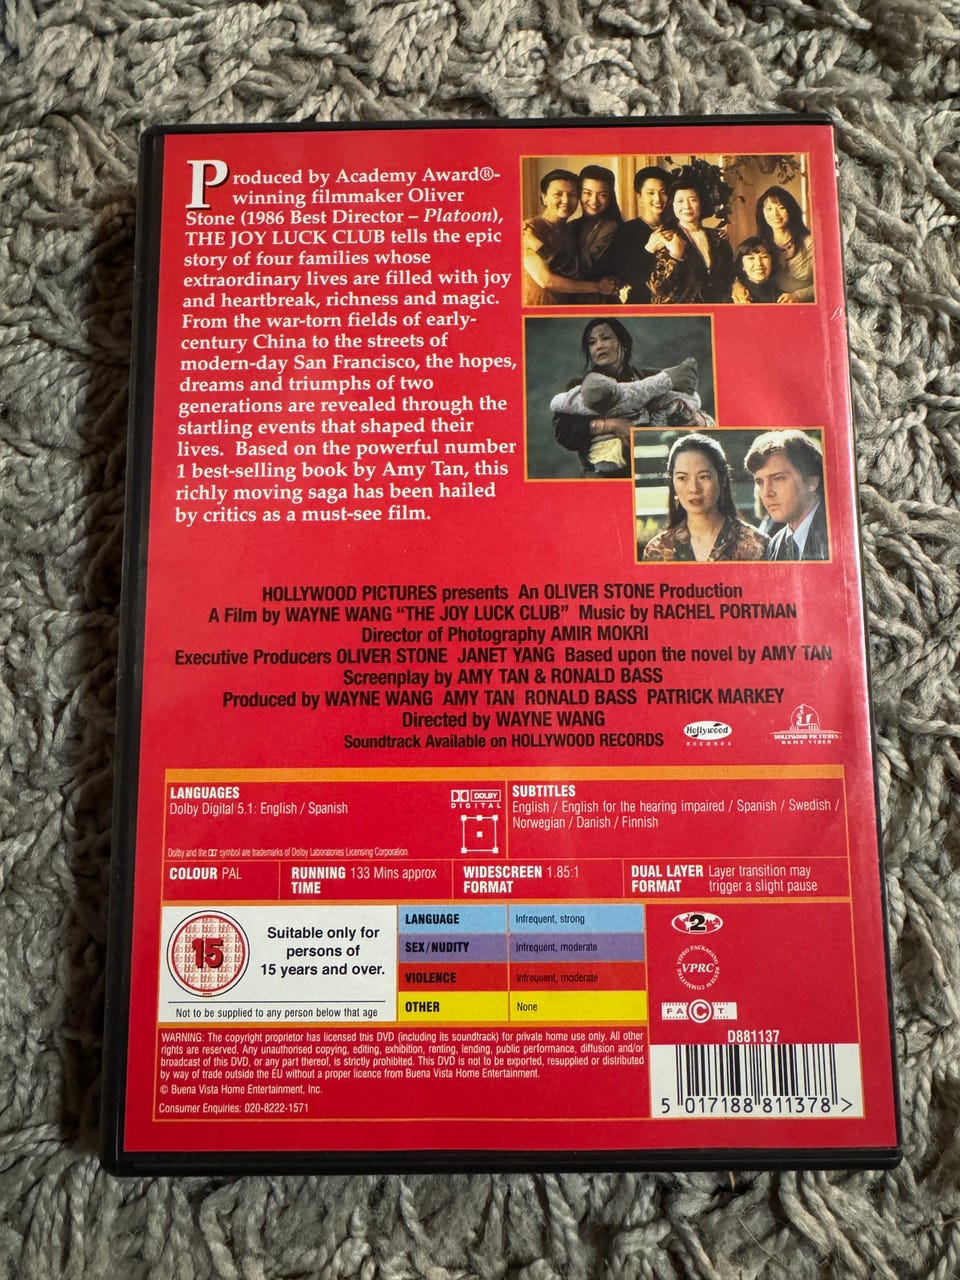 Produced by Academy Award®-
winning filmmaker Oliver
Stone (1986 Best Director – Platoon),
THE JOY LUCK CLUB tells the epic
story of four families whose
extraordinary lives are filled with joy
and heartbreak, richness and magic.
From the war-torn fields of early-
century China to the streets of
modern-day San Francisco, the hopes,
dreams and triumphs of two
generations are revealed through the
startling events that shaped their
lives. Based on the powerful number
1 best-selling book by Amy Tan, this
richly moving saga has been hailed
by critics as a must-see film.
HOLLYWOOD PICTURES presents An OLIVER STONE Production
A Film by WAYNE WANG “THE JOY LUCK CLUB” Music by RACHEL PORTMAN
Director of Photography AMIR MOKRI
Executive Producers OLIVER STONE JANET YANG Based upon the novel by AMY TAN
Screenplay by AMY TAN & RONALD BASS
Produced by WAYNE WANG AMY TAN RONALD BASS PATRICK MARKEY
Directed by WAYNE WANG
Soundtrack Available on HOLLYWOOD RECORDS
Hollywood
RECORDS
HOLLYWOOD PICTURES
HOME VIDEO
LANGUAGES
Dolby Digital 5.1: English / Spanish
DOLBY
DIGITAL
Dolby and the symbol are trademarks of Dolby Laboratories Licensing Corporation.
SUBTITLES
English / English for the hearing impaired / Spanish / Swedish /
Norwegian / Danish / Finnish
COLOUR PAL
RUNNING 133 Mins approx
TIME
WIDESCREEN 1.85:1
FORMAT
DUAL LAYER Layer transition may
FORMAT trigger a slight pause
15
Suitable only for
persons of
15 years and over.
Not to be supplied to any person below that age
LANGUAGE Infrequent, strong
SEX/NUDITY Infrequent, moderate
VIOLENCE Infrequent, moderate
OTHER None
2
VIDEO PACKAGING REVIEW COMMITTEE
VPRC
FACT
WARNING: The copyright proprietor has licensed this DVD (including its soundtrack) for private home use only. All other
rights are reserved. Any unauthorised copying, editing, exhibition, renting, lending, public performance, diffusion and/or
broadcast of this DVD, or any part thereof, is strictly prohibited. This DVD is not to be exported, resupplied or distributed
by way of trade outside the EU without a proper licence from Buena Vista Home Entertainment.
© Buena Vista Home Entertainment, Inc.
Consumer Enquiries: 020-8222-1571
D881137
5 017188 811378 >